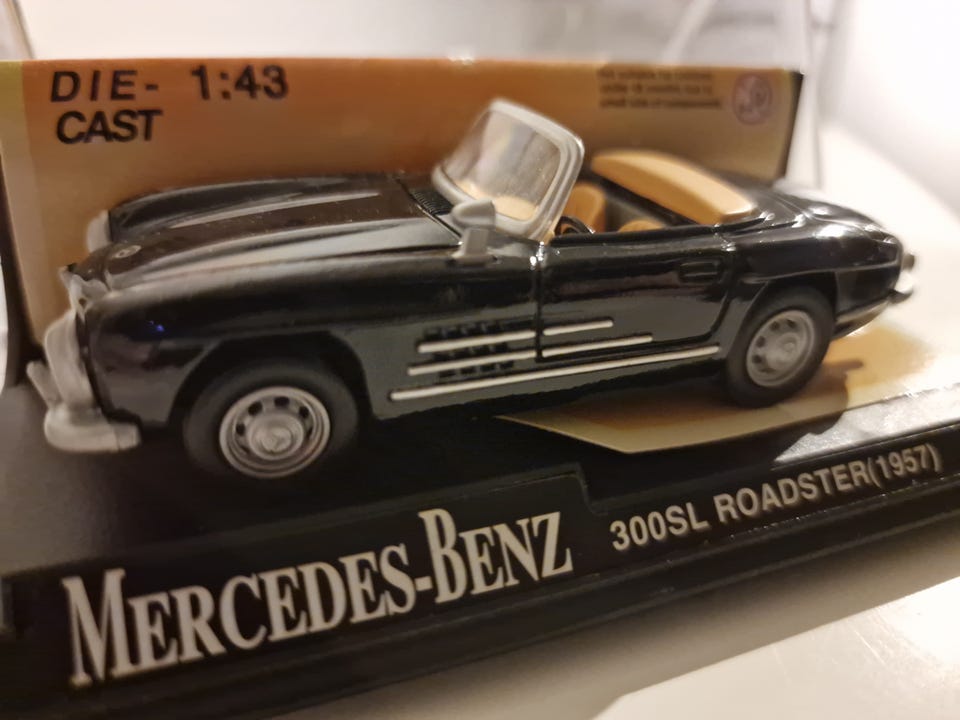 DIE- 1:43
CAST
MERCEDES-BENZ
300SL ROADSTER(1957)